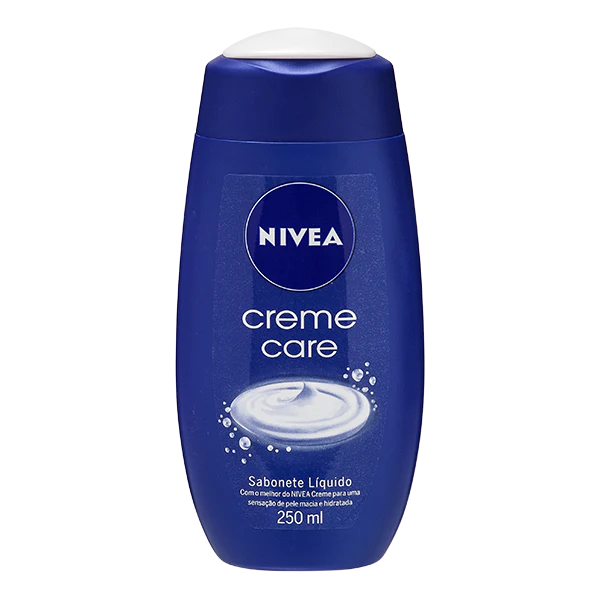 NIVEA
creme
care
Sabonete Líquido
Com o melhor do NIVEA Creme para uma
sensação de pele macia e hidratada
250 ml